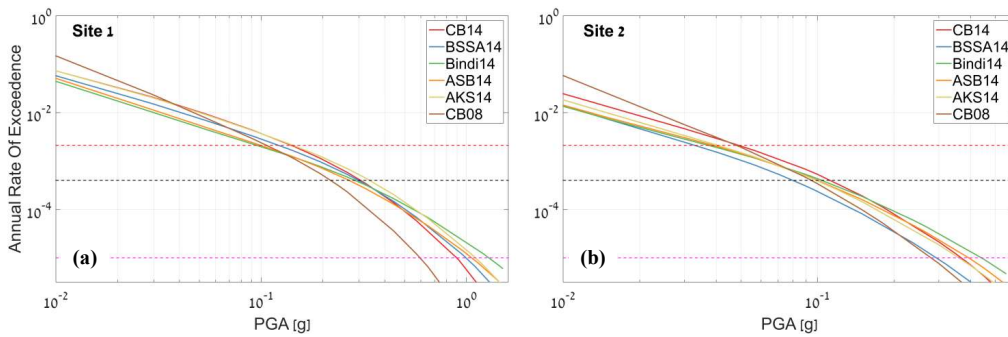 Annual Rate Of Exceedence
10^0
10^-2
10^-4
Site 1
CB14
BSSA14
Bindi14
ASB14
AKS14
CB08
(a)
10^-2
10^-1
10^0
PGA [g]
10^0
10^-2
10^-4
Site 2
CB14
BSSA14
Bindi14
ASB14
AKS14
CB08
(b)
10^-2
10^-1
PGA [g]